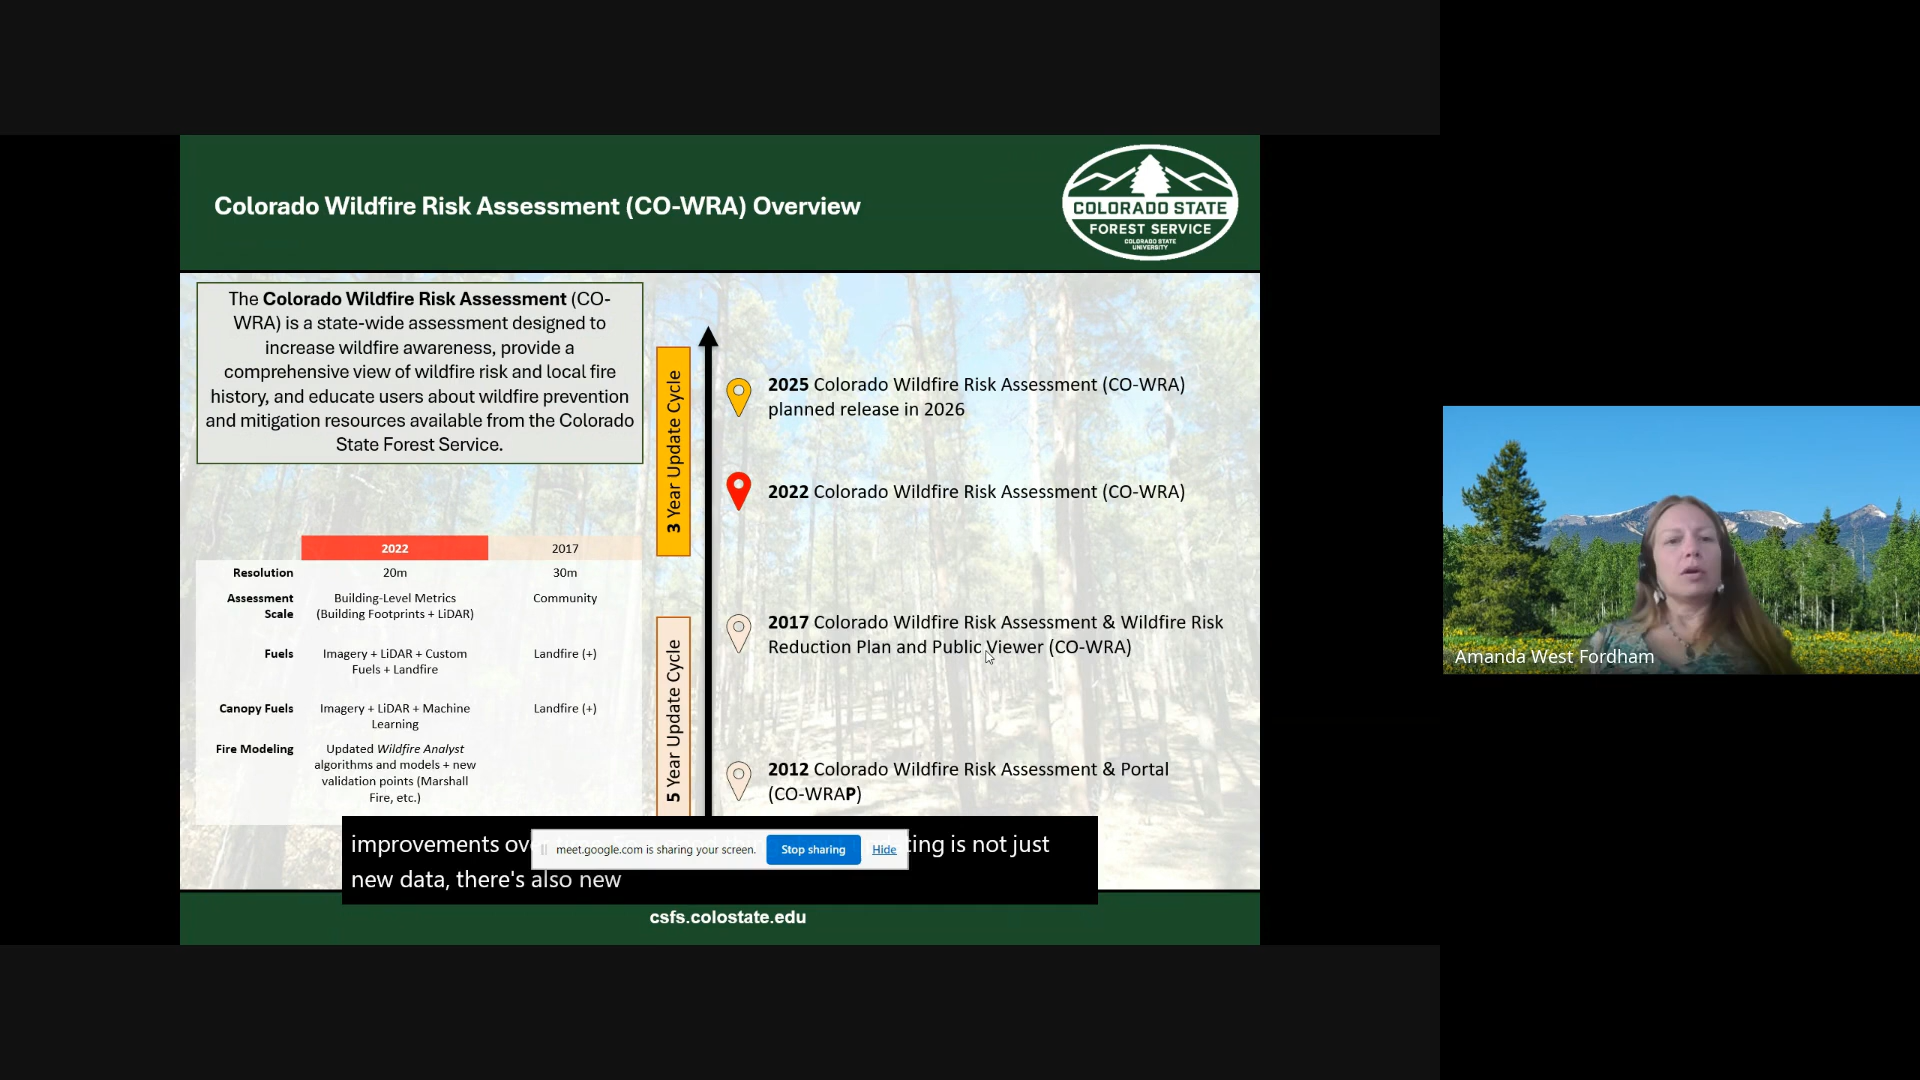 Colorado Wildfire Risk Assessment (CO-WRA) Overview
COLORADO STATE
FOREST SERVICE
COLORADO STATE
UNIVERSITY
The Colorado Wildfire Risk Assessment (CO-
WRA) is a state-wide assessment designed to
increase wildfire awareness, provide a
comprehensive view of wildfire risk and local fire
history, and educate users about wildfire prevention
and mitigation resources available from the Colorado
State Forest Service.
2022 2017
Resolution 20m 30m
Assessment Scale Building-Level Metrics Community
(Building Footprints + LiDAR)
Fuels Imagery + LiDAR + Custom Landfire (+)
Fuels + Landfire
Canopy Fuels Imagery + LiDAR + Machine Landfire (+)
Learning
Fire Modeling Updated Wildfire Analyst
algorithms and models + new
validation points (Marshall
Fire, etc.)
3 Year Update Cycle
5 Year Update Cycle
2025 Colorado Wildfire Risk Assessment (CO-WRA)
planned release in 2026
2022 Colorado Wildfire Risk Assessment (CO-WRA)
2017 Colorado Wildfire Risk Assessment & Wildfire Risk
Reduction Plan and Public Viewer (CO-WRA)
2012 Colorado Wildfire Risk Assessment & Portal
(CO-WRAP)
improvements ov
ing is not just
new data, there's also new
meet.google.com is sharing your screen. Stop sharing Hide
csfs.colostate.edu
Amanda West Fordham